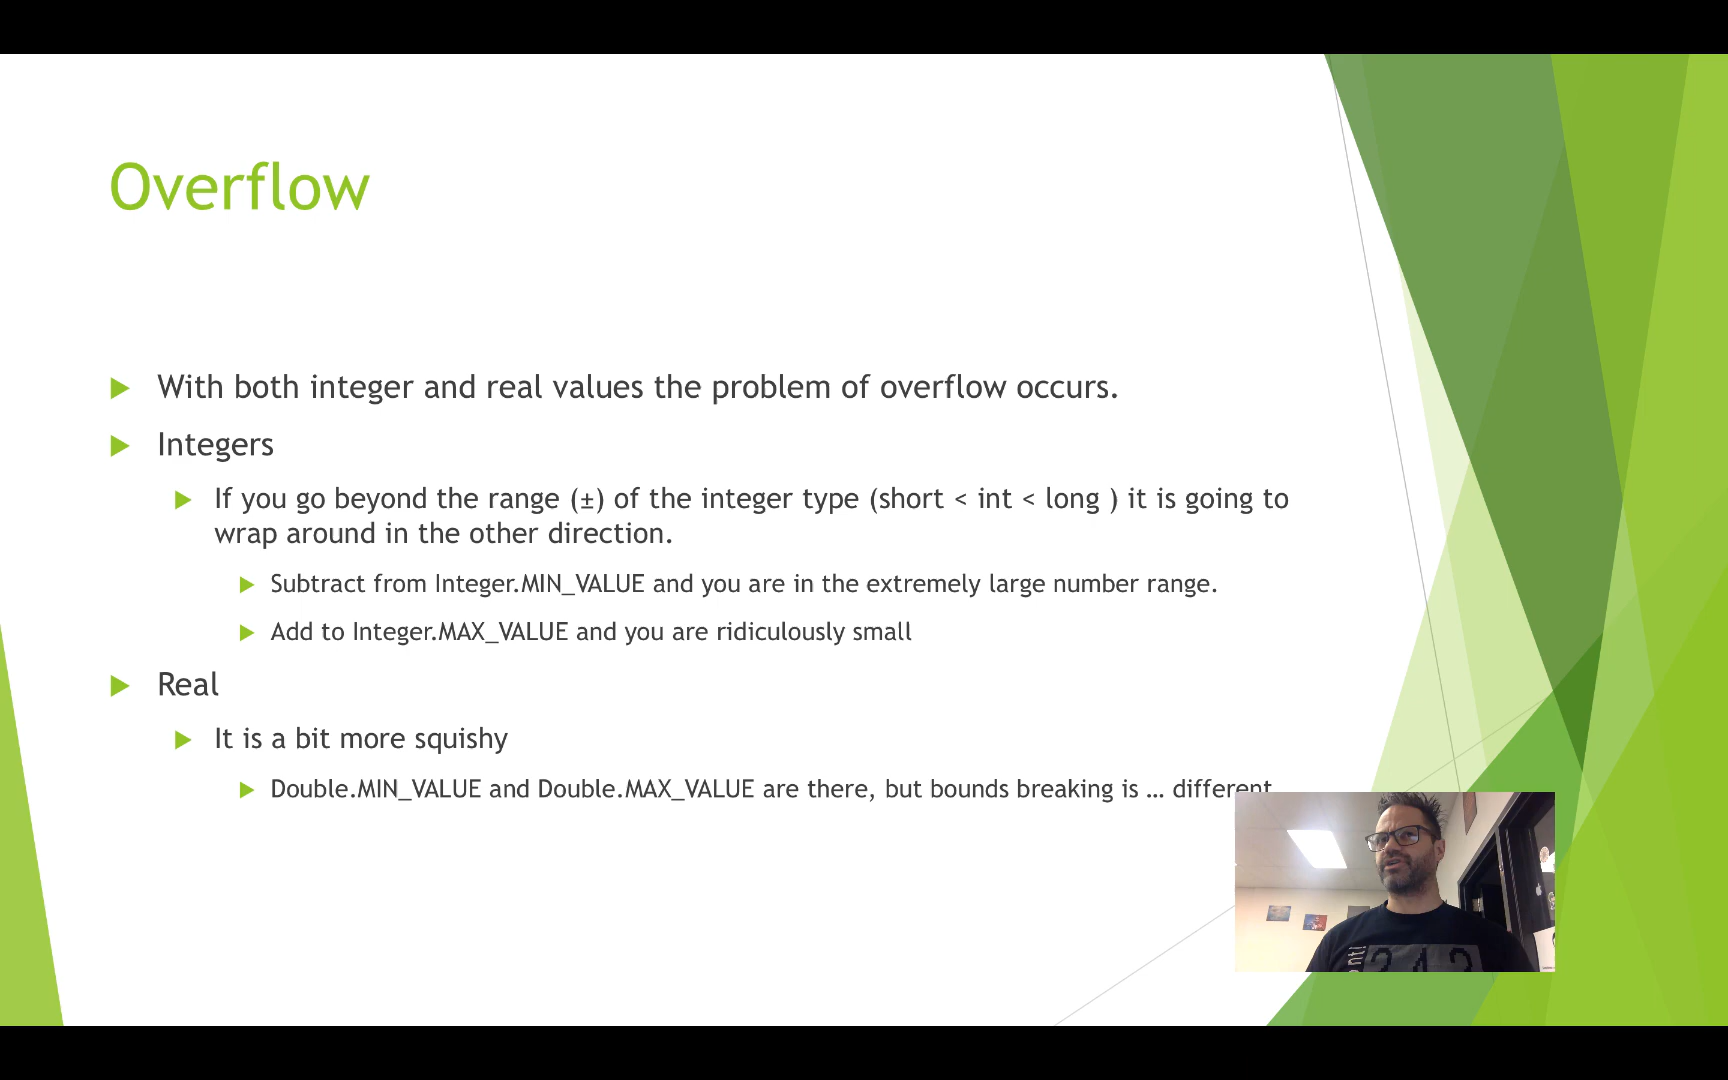 Overflow
With both integer and real values the problem of overflow occurs.
Integers
If you go beyond the range (±) of the integer type (short < int < long ) it is going to
wrap around in the other direction.
Subtract from Integer.MIN_VALUE and you are in the extremely large number range.
Add to Integer.MAX_VALUE and you are ridiculously small
Real
It is a bit more squishy
Double.MIN_VALUE and Double.MAX_VALUE are there, but bounds breaking is … different